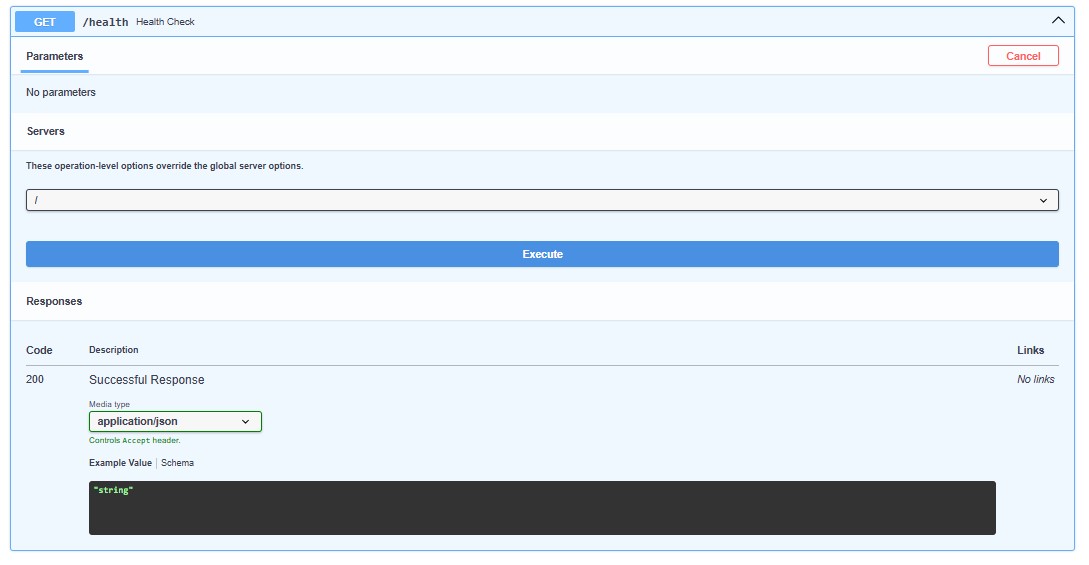 GET /health Health Check
Parameters Cancel
No parameters
Servers
These operation-level options override the global server options.
/
Execute
Responses
Code Description Links
200 Successful Response No links
Media type
application/json
Controls Accept header.
Example Value Schema
"string"